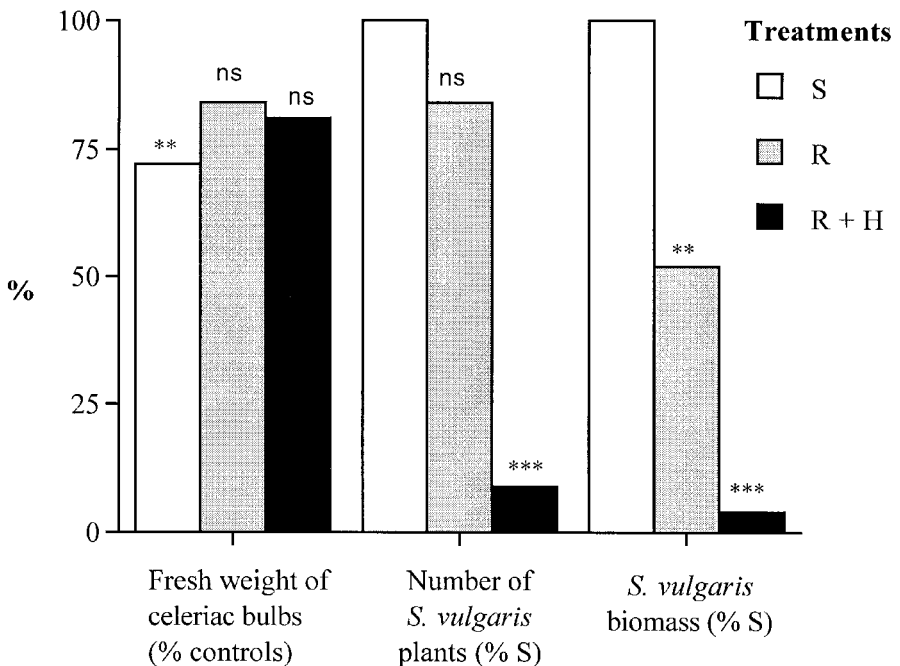 100
75
50
25
0
%
**
ns
ns
ns
***
**
***
Treatments
S
R
R + H
Fresh weight of
celeriac bulbs
(% controls)
Number of
S. vulgaris
plants (% S)
S. vulgaris
biomass (% S)